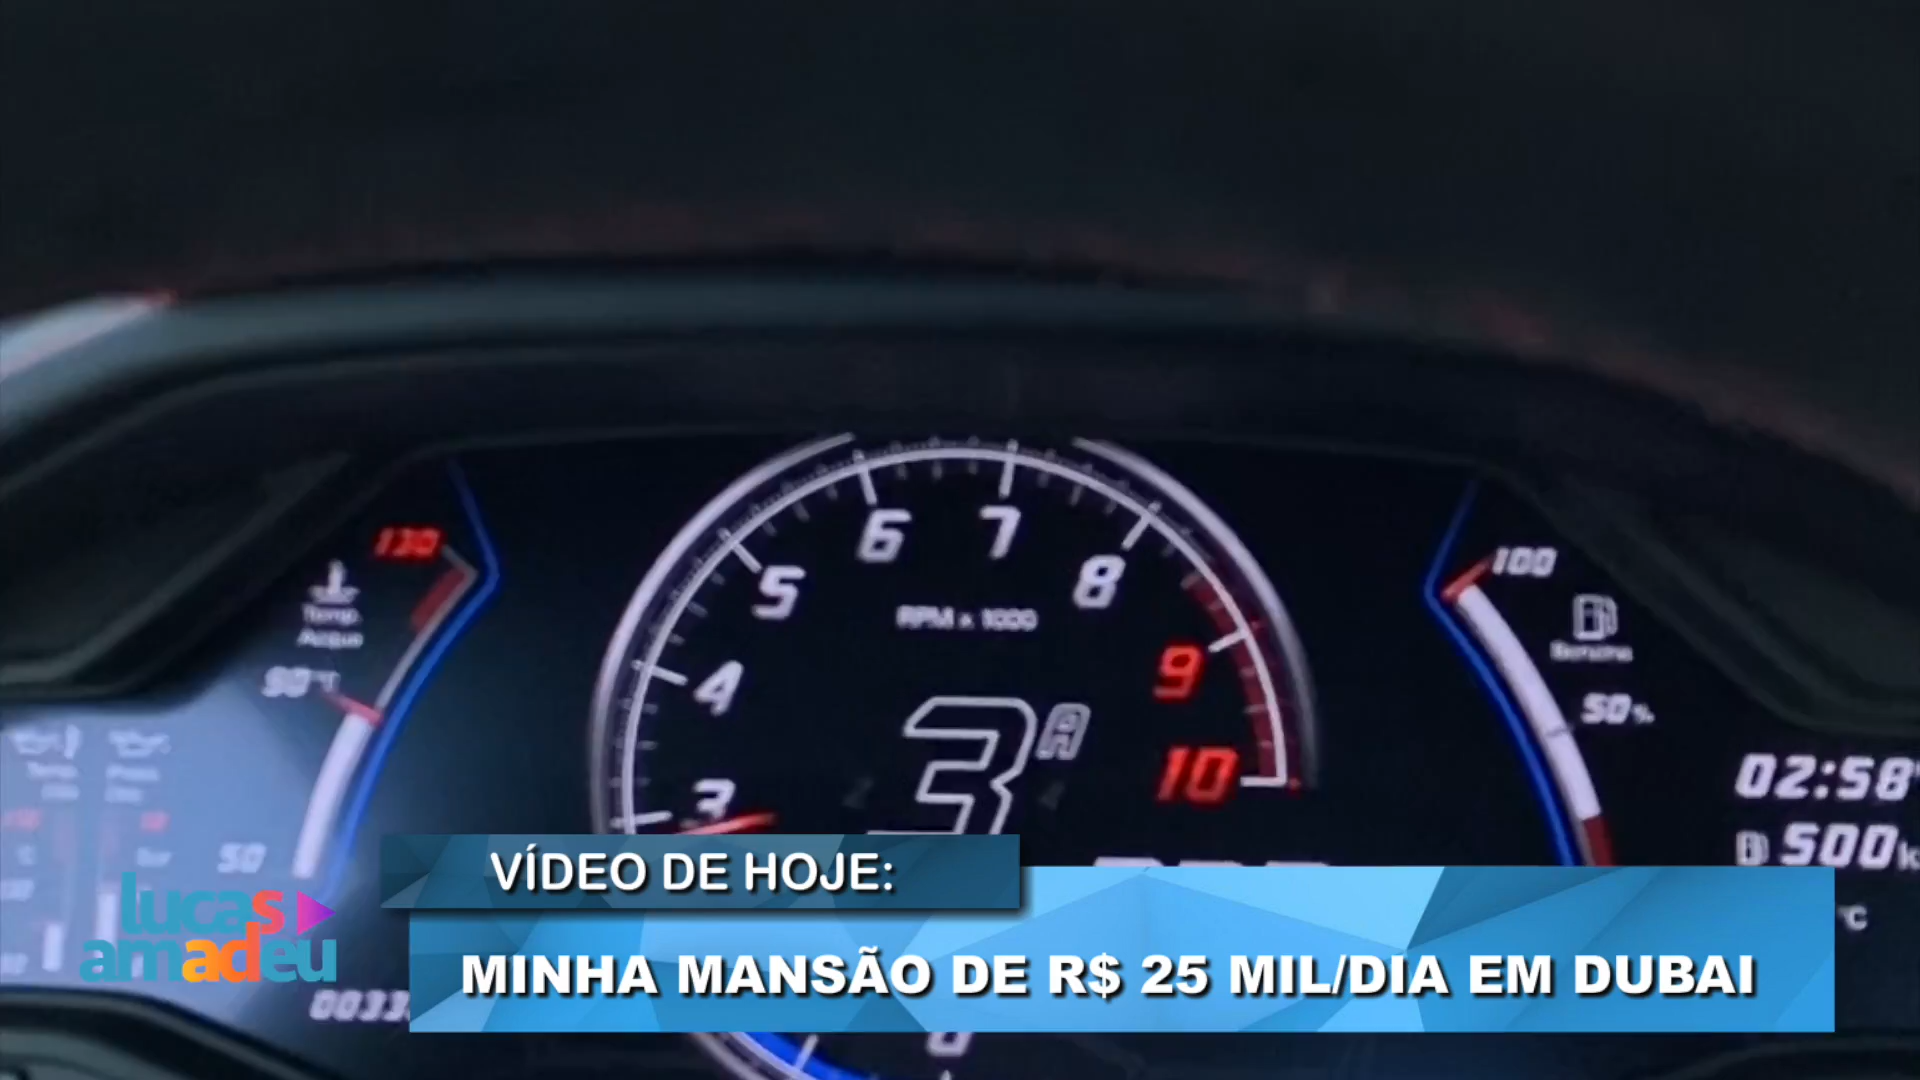 130
Temp.
Acqua
90°C
50
6
7
5
8
RPM x 1000
4
9
3
A
3
10
100
Benzina
50%
02:58
500
°C
VÍDEO DE HOJE:
lucas
amadeu
MINHA MANSÃO DE R$ 25 MIL/DIA EM DUBAI